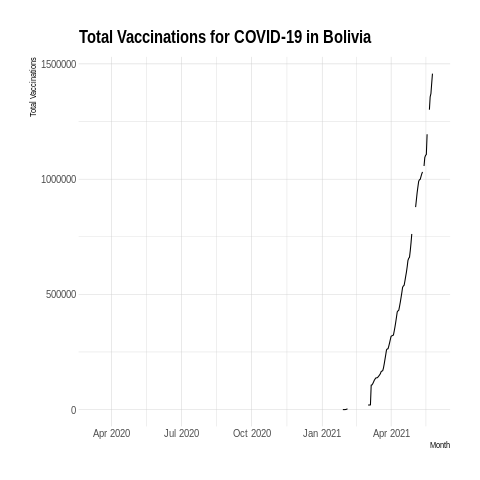 Total Vaccinations for COVID-19 in Bolivia
Total Vaccinations
1500000
1000000
500000
0
Apr 2020 Jul 2020 Oct 2020 Jan 2021 Apr 2021
Month